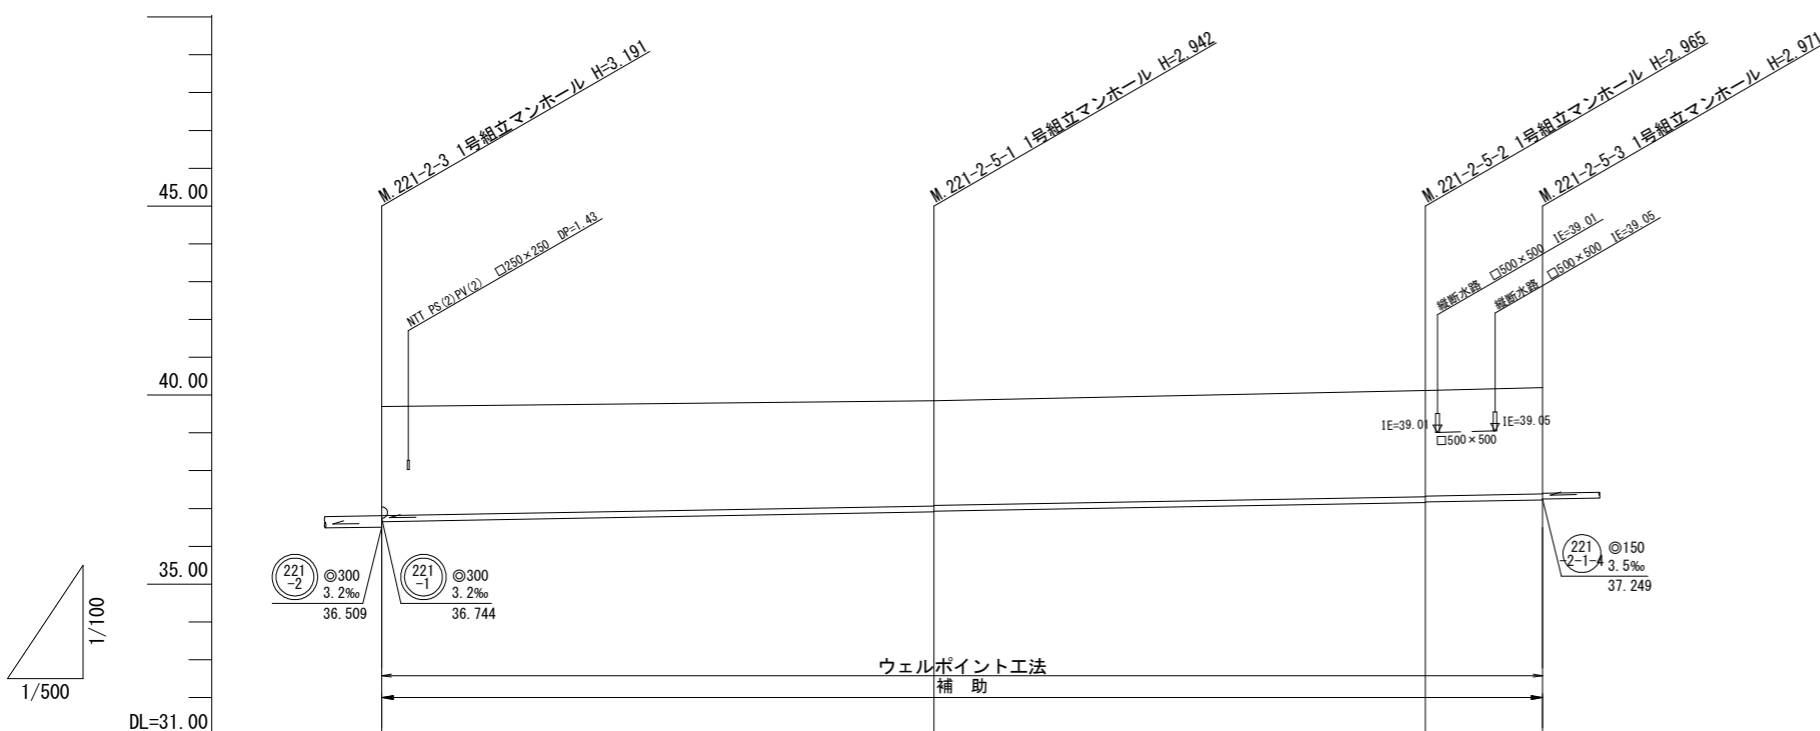 M.221-2-3 1号組立マンホール H=3.191
M.221-2-5-1 1号組立マンホール H=2.942
M.221-2-5-2 1号組立マンホール H=2.965
M.221-2-5-3 1号組立マンホール H=2.971
45.00
NTT PS(2)PV(2) □250×250 DP=1.43
縦断水路 □500×500 IE=39.01
縦断水路 □500×500 IE=39.05
40.00
IE=39.01
IE=39.05
□500×500
35.00
221
-2
◎300
3.2‰
36.509
221
-1
◎300
3.2‰
36.744
221
-2-1-4
◎150
3.5‰
37.249
1/100
1/500
ウェルポイント工法
補 助
DL=31.00